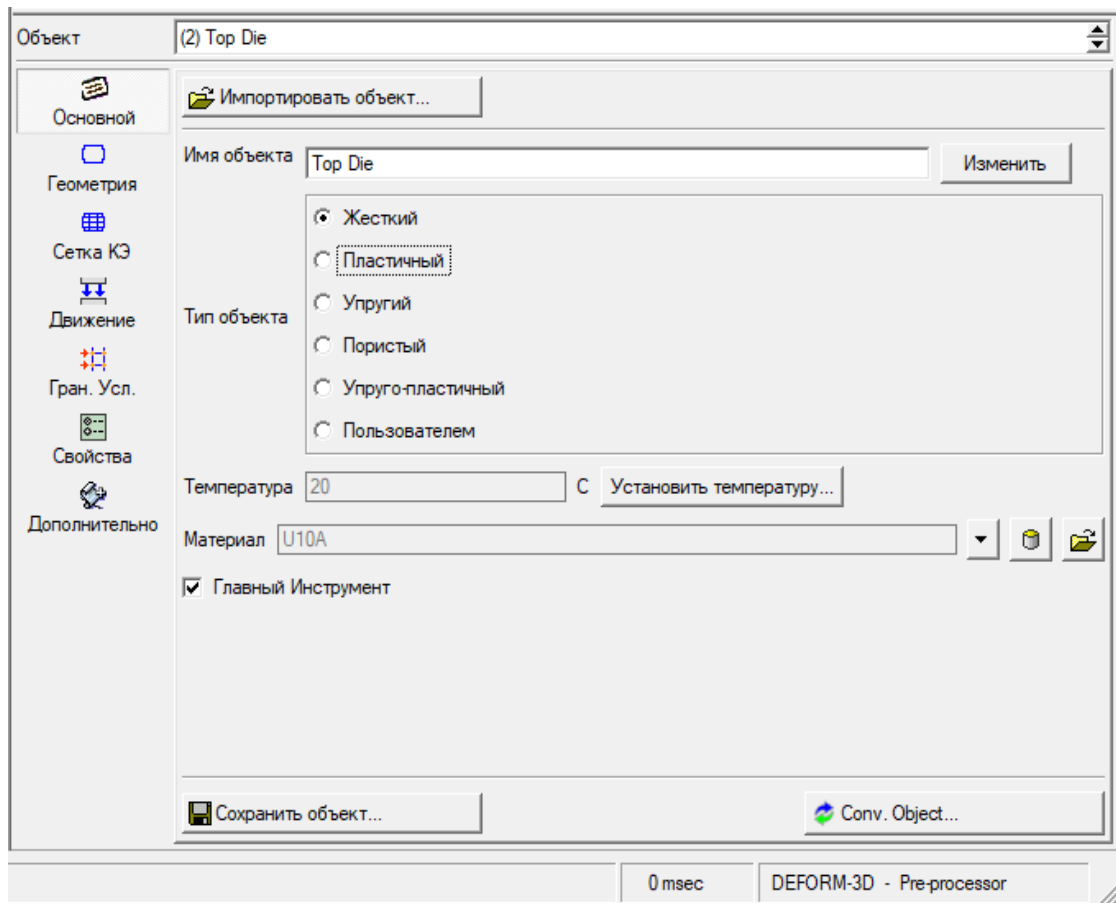 Объект (2) Top Die
Основной
Импортировать объект...
Геометрия
Сетка КЭ
Движение
Гран. Усл.
Свойства
Дополнительно
Имя объекта Top Die Изменить
Тип объекта
Жесткий
Пластичный
Упругий
Пористый
Упруго-пластичный
Пользователем
Температура 20 C Установить температуру...
Материал U10A
Главный Инструмент
Сохранить объект... Conv. Object...
0 msec DEFORM-3D - Pre-processor